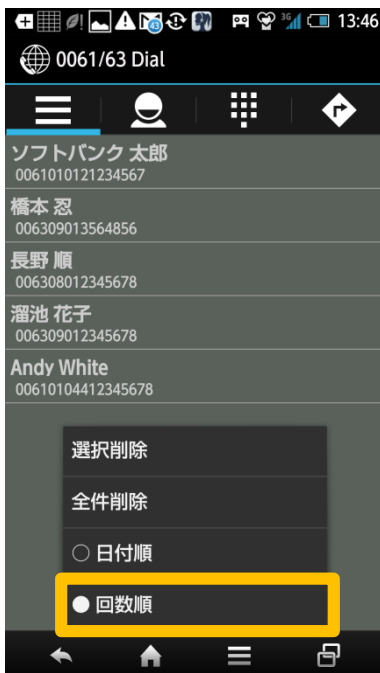 3G 13:46
0061/63 Dial
ソフトバンク 太郎
0061010121234567
橋本 忍
006309013564856
長野 順
006308012345678
溜池 花子
006309012345678
Andy White
00610104412345678
選択削除
全件削除
○ 日付順
● 回数順